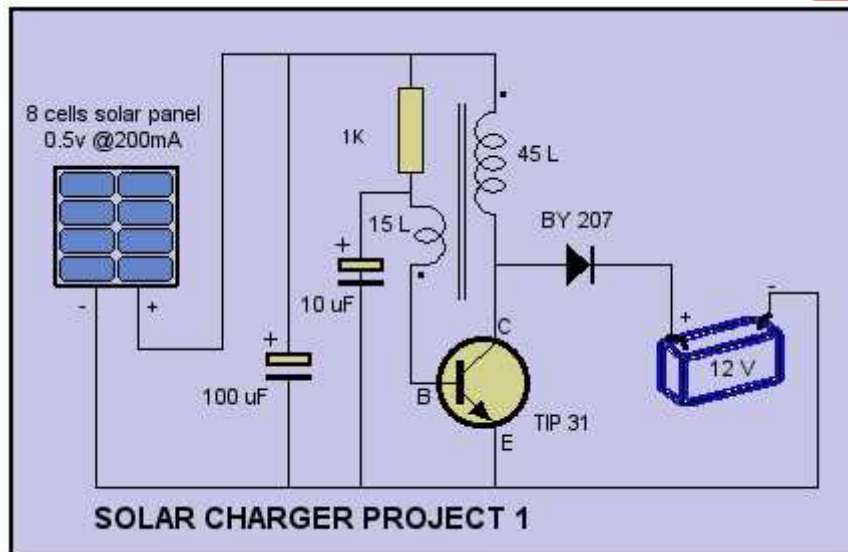 8 cells solar panel
0.5v @200mA
1K
45 L
15 L
BY 207
+
-
+
10 uF
+
-
C
+
100 uF
B
12 V
TIP 31
E
SOLAR CHARGER PROJECT 1